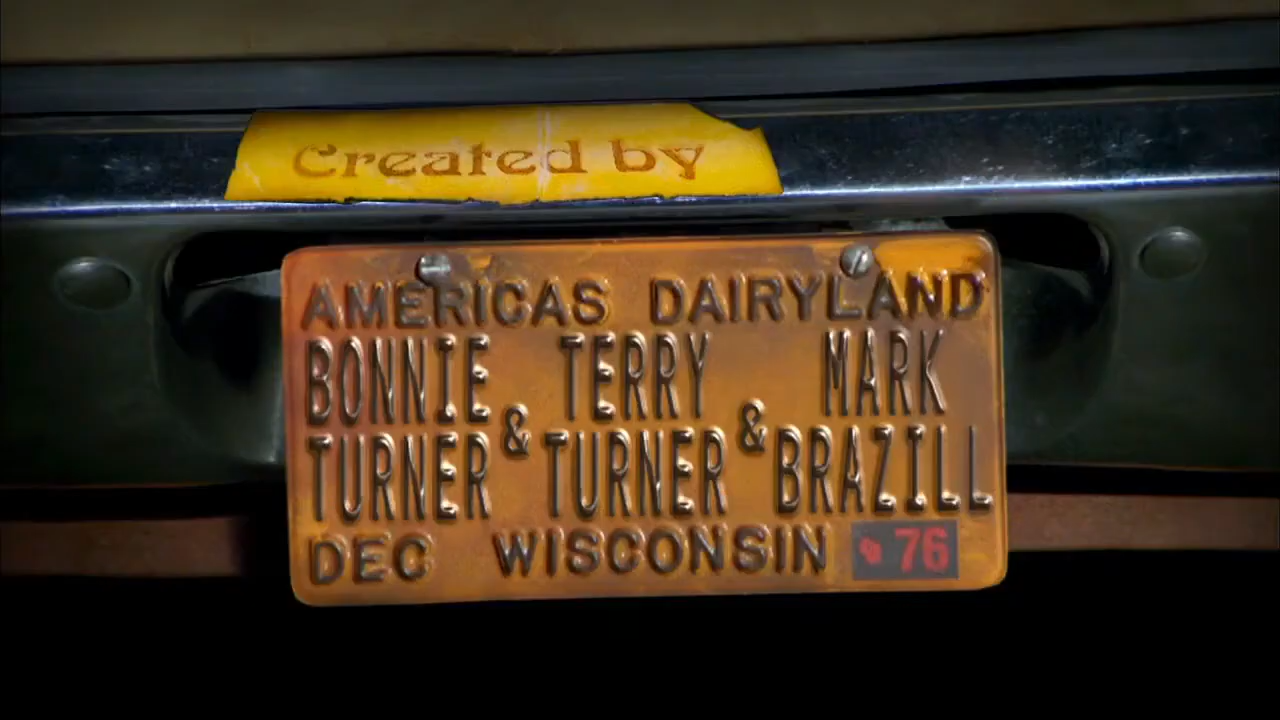 Created by
AMERICAS DAIRYLAND
BONNIE TERRY MARK
& &
TURNER TURNER BRAZILL
DEC WISCONSIN 76